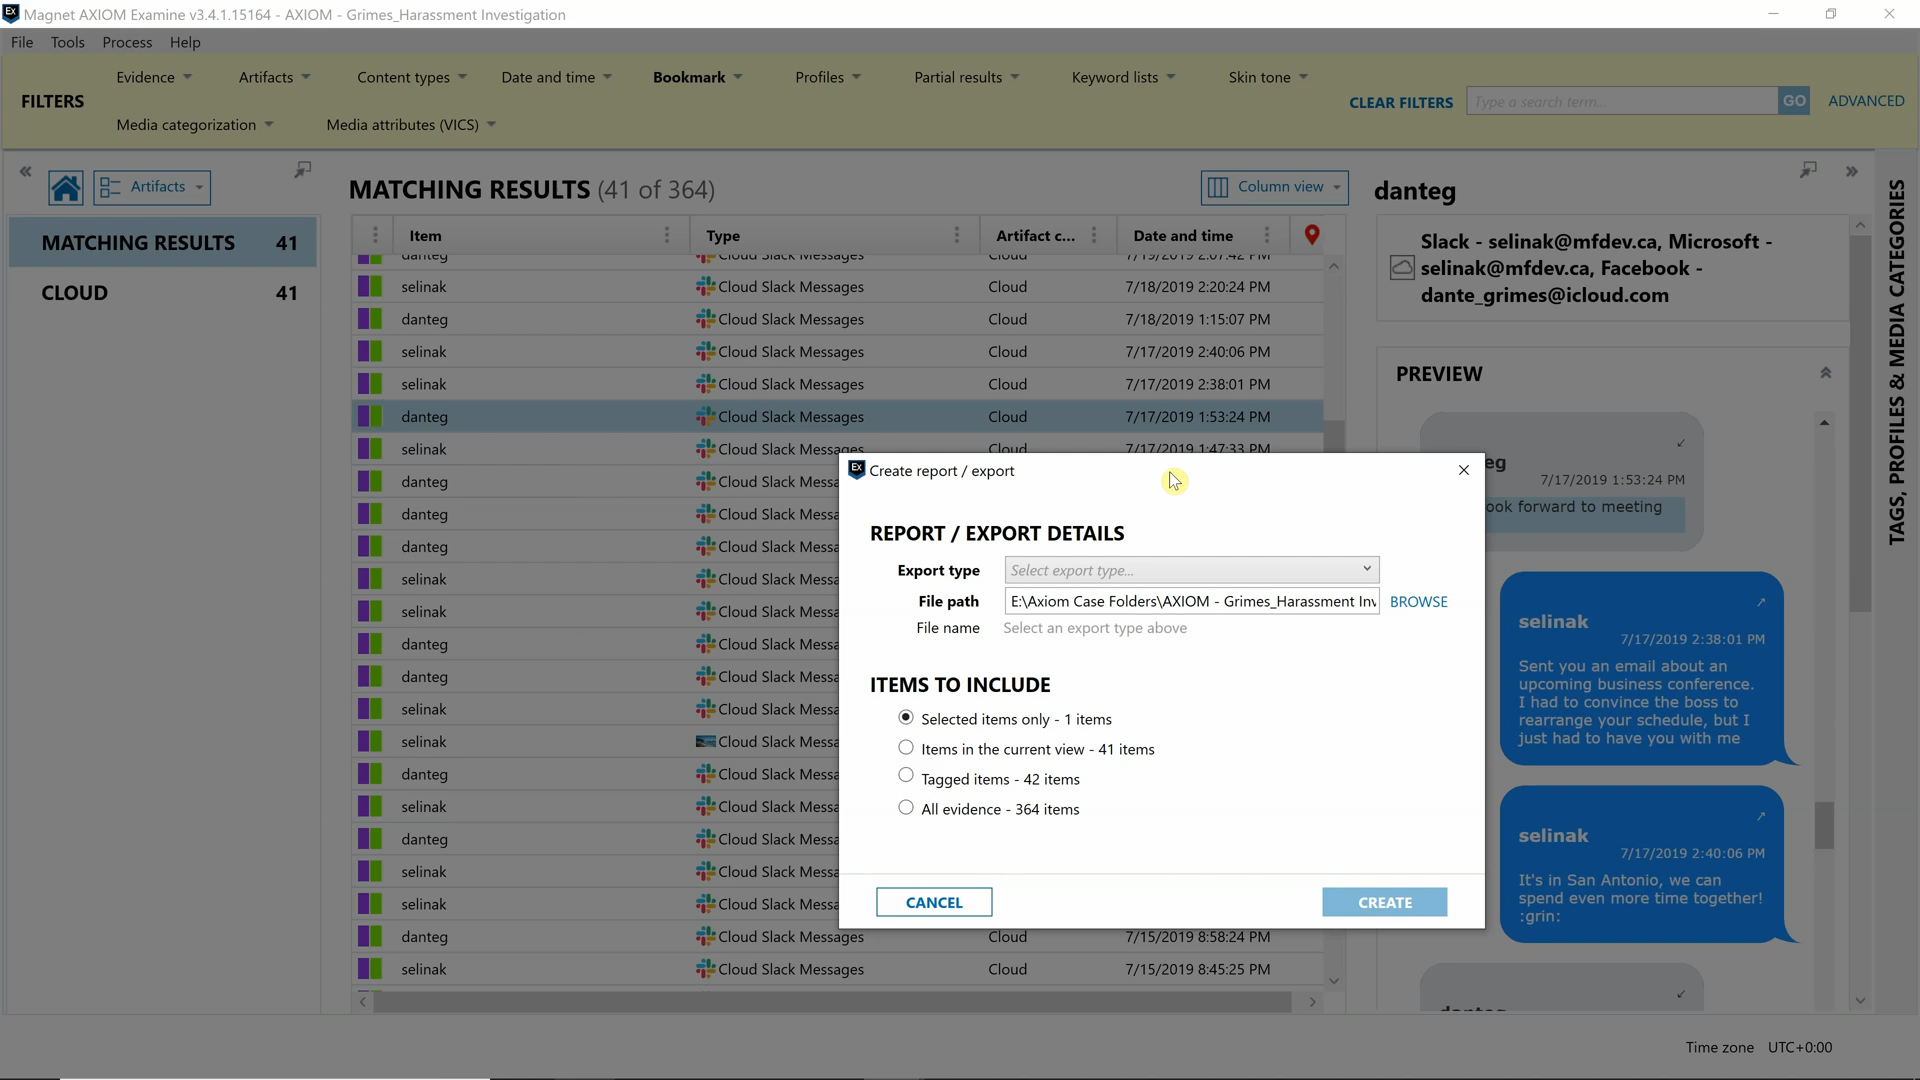 Magnet AXIOM Examine v3.4.1.15164 - AXIOM - Grimes_Harassment Investigation
File Tools Process Help
FILTERS
Evidence Artifacts Content types Date and time Bookmark Profiles Partial results Keyword lists Skin tone
Media categorization Media attributes (VICS)
CLEAR FILTERS Type a search term... GO ADVANCED
Artifacts
MATCHING RESULTS 41
CLOUD 41
MATCHING RESULTS (41 of 364)
Column view
Item Type Artifact c... Date and time
danteg Cloud Slack Messages Cloud 7/19/2019 2:07:42 PM
selinak Cloud Slack Messages Cloud 7/18/2019 2:20:24 PM
danteg Cloud Slack Messages Cloud 7/18/2019 1:15:07 PM
selinak Cloud Slack Messages Cloud 7/17/2019 2:40:06 PM
selinak Cloud Slack Messages Cloud 7/17/2019 2:38:01 PM
danteg Cloud Slack Messages Cloud 7/17/2019 1:53:24 PM
selinak Cloud Slack Messages Cloud 7/17/2019 1:47:33 PM
danteg Cloud Slack Messa
danteg Cloud Slack Messa
danteg Cloud Slack Messa
selinak Cloud Slack Messa
selinak Cloud Slack Messa
danteg Cloud Slack Messa
danteg Cloud Slack Messa
selinak Cloud Slack Messa
selinak Cloud Slack Messa
danteg Cloud Slack Messa
selinak Cloud Slack Messa
danteg Cloud Slack Messa
selinak Cloud Slack Messa
selinak Cloud Slack Messa
danteg Cloud Slack Messages Cloud 7/15/2019 8:58:24 PM
selinak Cloud Slack Messages Cloud 7/15/2019 8:45:25 PM
Create report / export
REPORT / EXPORT DETAILS
Export type Select export type...
File path E:\Axiom Case Folders\AXIOM - Grimes_Harassment Inv BROWSE
File name Select an export type above
ITEMS TO INCLUDE
Selected items only - 1 items
Items in the current view - 41 items
Tagged items - 42 items
All evidence - 364 items
CANCEL CREATE
danteg
Slack - selinak@mfdev.ca, Microsoft -
selinak@mfdev.ca, Facebook -
dante_grimes@icloud.com
PREVIEW
eg
7/17/2019 1:53:24 PM
ook forward to meeting
selinak
7/17/2019 2:38:01 PM
Sent you an email about an
upcoming business conference.
I had to convince the boss to
rearrange your schedule, but I
just had to have you with me
selinak
7/17/2019 2:40:06 PM
It's in San Antonio, we can
spend even more time together!
:grin:
danteg
TAGS, PROFILES & MEDIA CATEGORIES
Time zone UTC+0:00